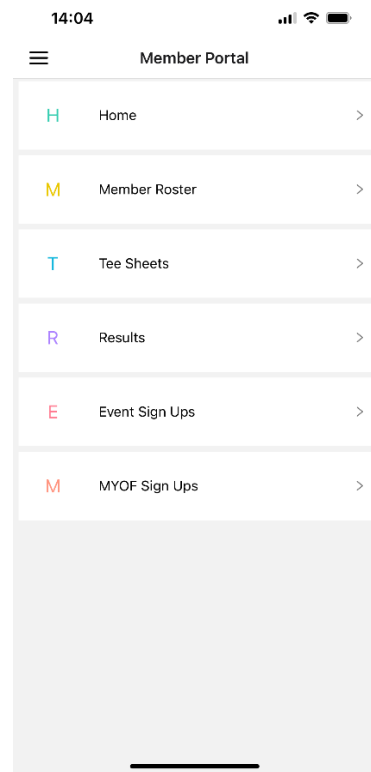 14:04
Member Portal
H Home
M Member Roster
T Tee Sheets
R Results
E Event Sign Ups
M MYOF Sign Ups